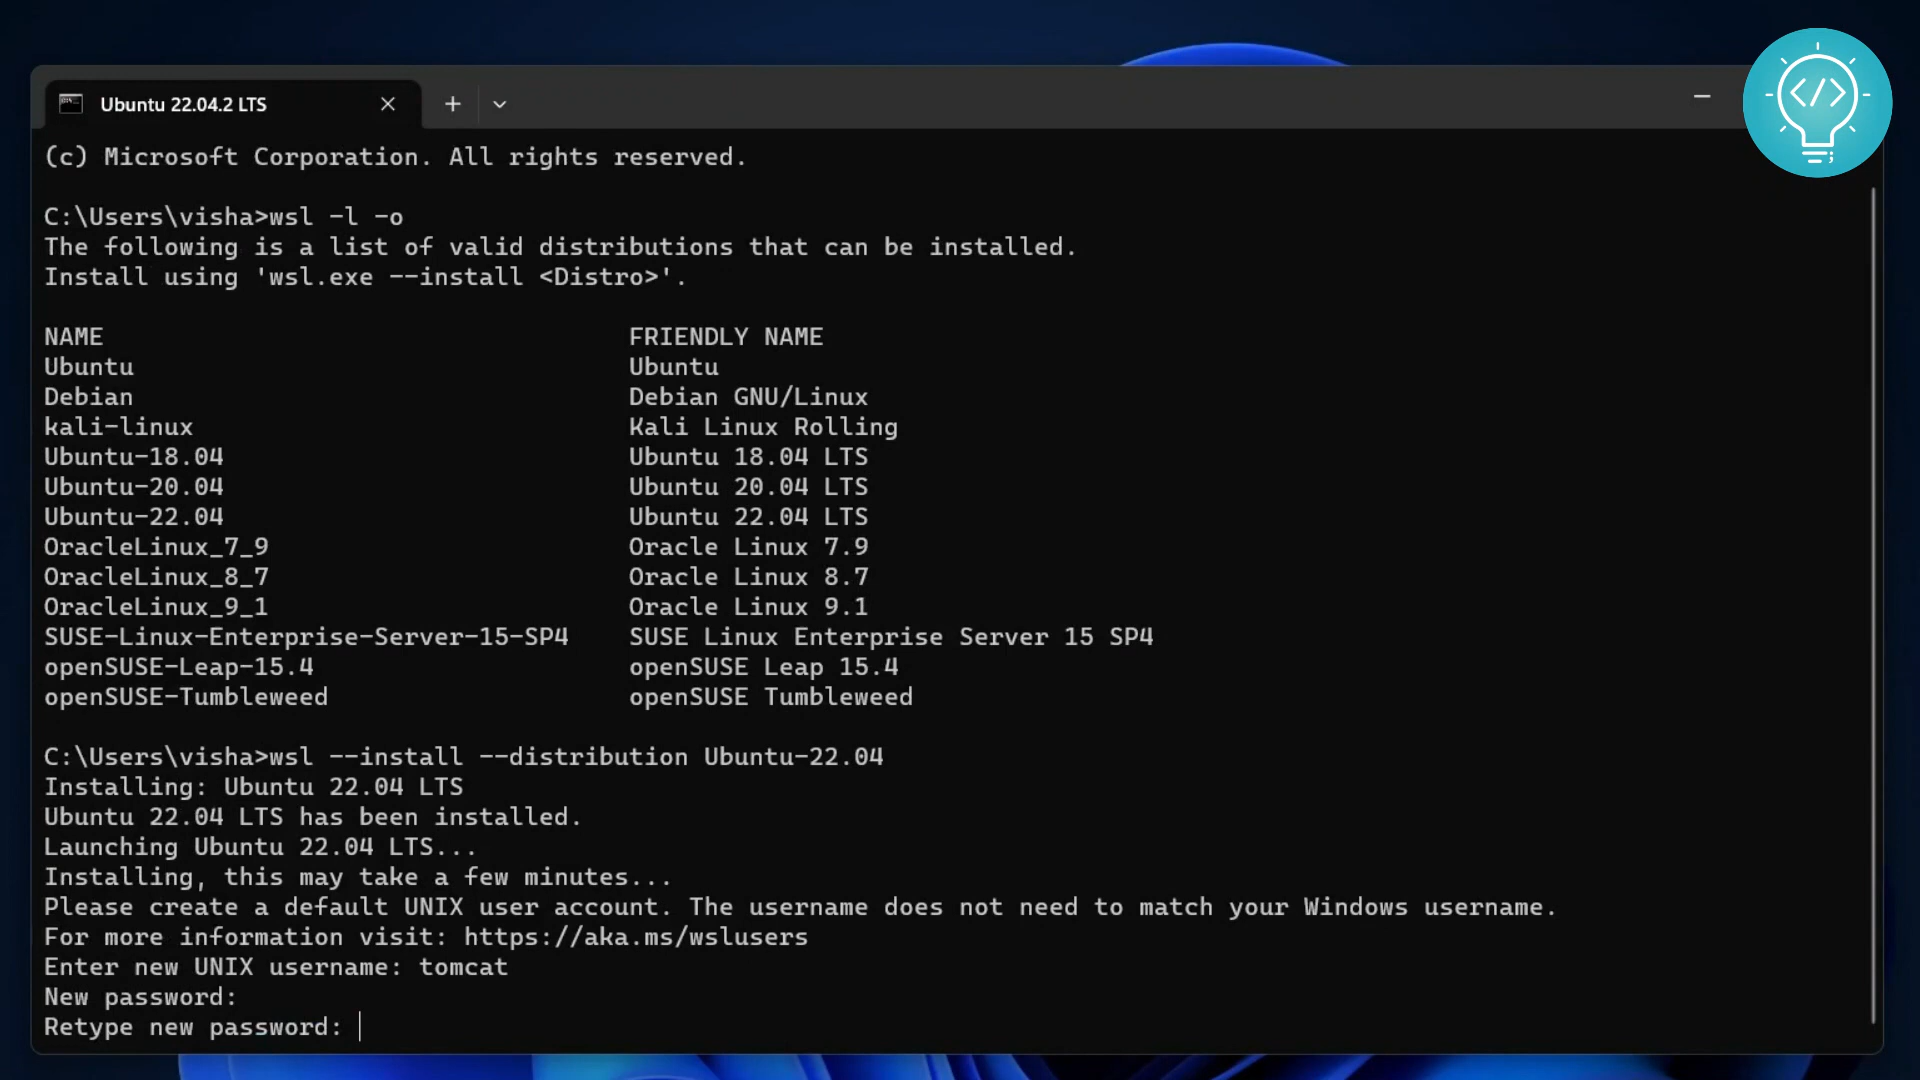 Ubuntu 22.04.2 LTS
</>
(c) Microsoft Corporation. All rights reserved.
C:\Users\visha>wsl -l -o
The following is a list of valid distributions that can be installed.
Install using 'wsl.exe --install <Distro>'.
NAME FRIENDLY NAME
Ubuntu Ubuntu
Debian Debian GNU/Linux
kali-linux Kali Linux Rolling
Ubuntu-18.04 Ubuntu 18.04 LTS
Ubuntu-20.04 Ubuntu 20.04 LTS
Ubuntu-22.04 Ubuntu 22.04 LTS
OracleLinux_7_9 Oracle Linux 7.9
OracleLinux_8_7 Oracle Linux 8.7
OracleLinux_9_1 Oracle Linux 9.1
SUSE-Linux-Enterprise-Server-15-SP4 SUSE Linux Enterprise Server 15 SP4
openSUSE-Leap-15.4 openSUSE Leap 15.4
openSUSE-Tumbleweed openSUSE Tumbleweed
C:\Users\visha>wsl --install --distribution Ubuntu-22.04
Installing: Ubuntu 22.04 LTS
Ubuntu 22.04 LTS has been installed.
Launching Ubuntu 22.04 LTS...
Installing, this may take a few minutes...
Please create a default UNIX user account. The username does not need to match your Windows username.
For more information visit: https://aka.ms/wslusers
Enter new UNIX username: tomcat
New password:
Retype new password: